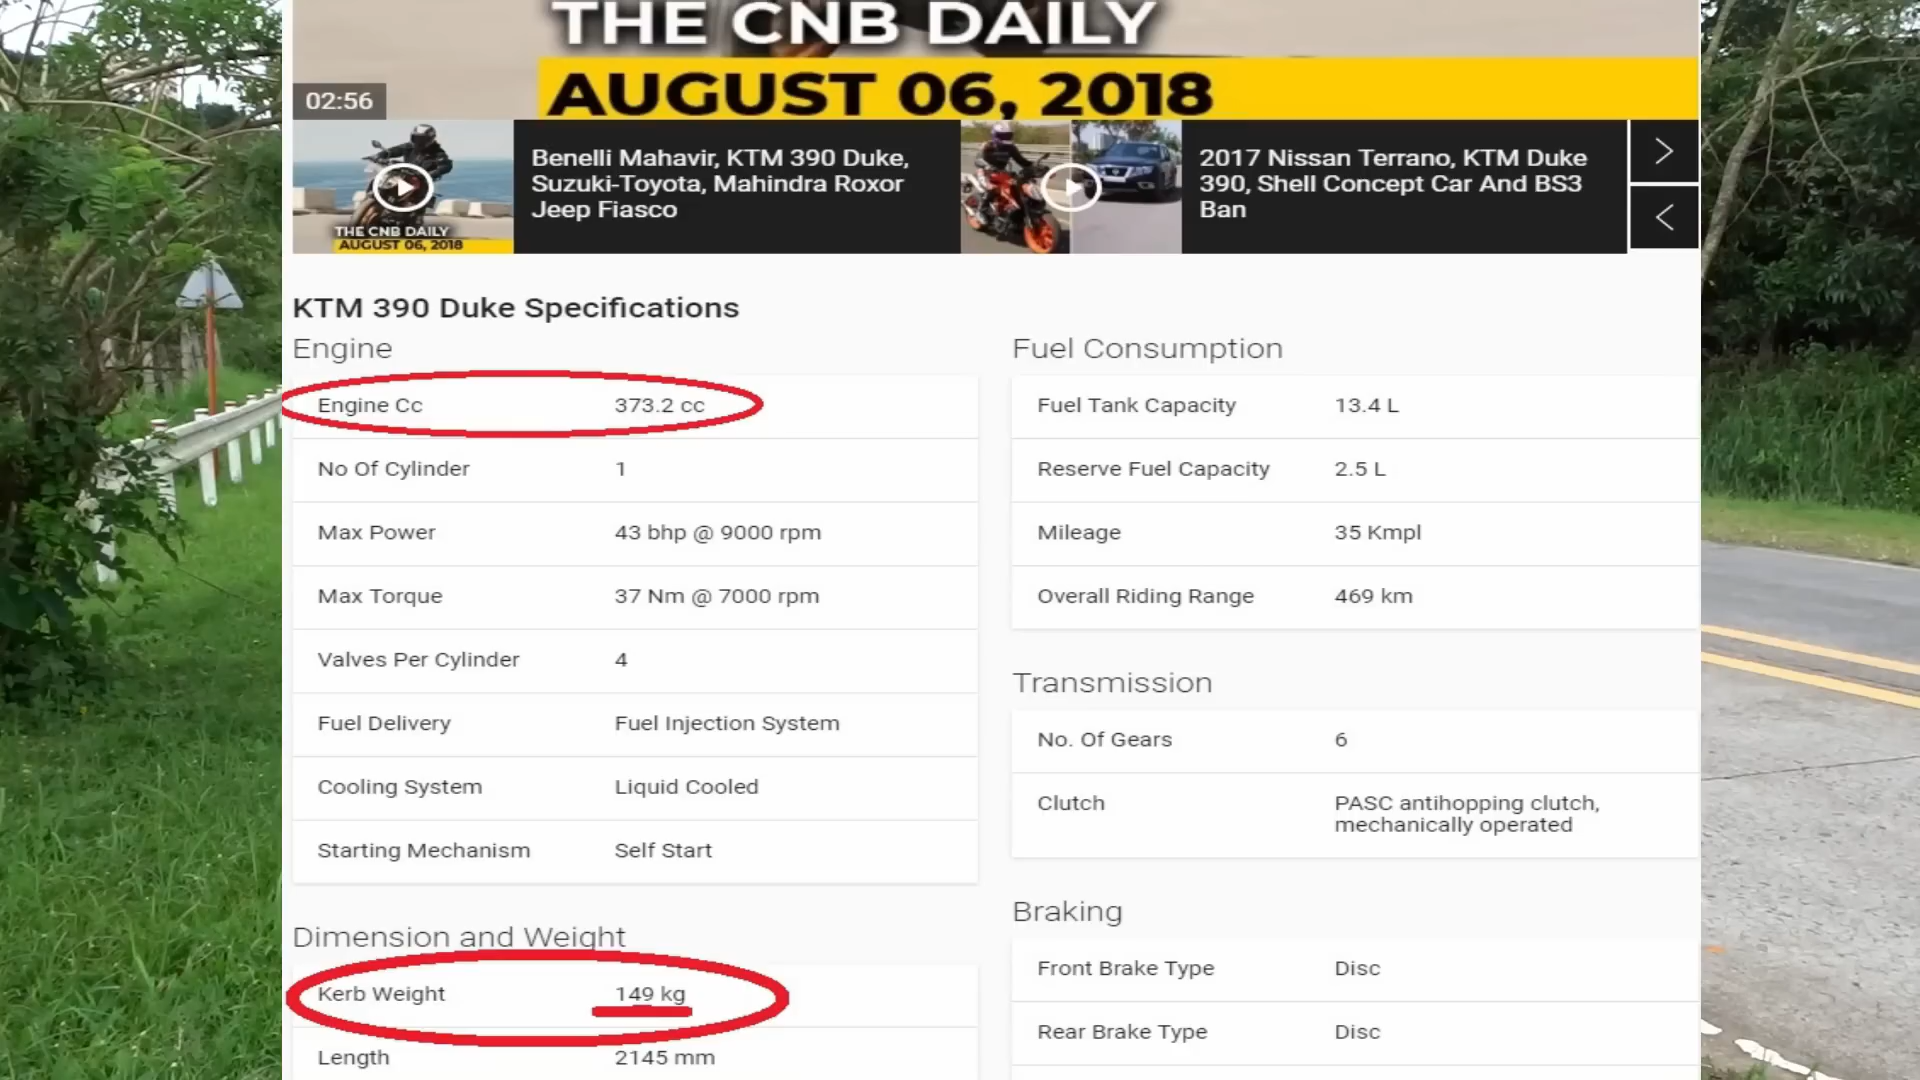 THE CNB DAILY
AUGUST 06, 2018
02:56
THE CNB DAILY
AUGUST 06, 2018
Benelli Mahavir, KTM 390 Duke,
Suzuki-Toyota, Mahindra Roxor
Jeep Fiasco
2017 Nissan Terrano, KTM Duke
390, Shell Concept Car And BS3
Ban
KTM 390 Duke Specifications
Engine
Engine Cc 373.2 cc
No Of Cylinder 1
Max Power 43 bhp @ 9000 rpm
Max Torque 37 Nm @ 7000 rpm
Valves Per Cylinder 4
Fuel Delivery Fuel Injection System
Cooling System Liquid Cooled
Starting Mechanism Self Start
Dimension and Weight
Kerb Weight 149 kg
Length 2145 mm
Fuel Consumption
Fuel Tank Capacity 13.4 L
Reserve Fuel Capacity 2.5 L
Mileage 35 Kmpl
Overall Riding Range 469 km
Transmission
No. Of Gears 6
Clutch PASC antihopping clutch,
mechanically operated
Braking
Front Brake Type Disc
Rear Brake Type Disc